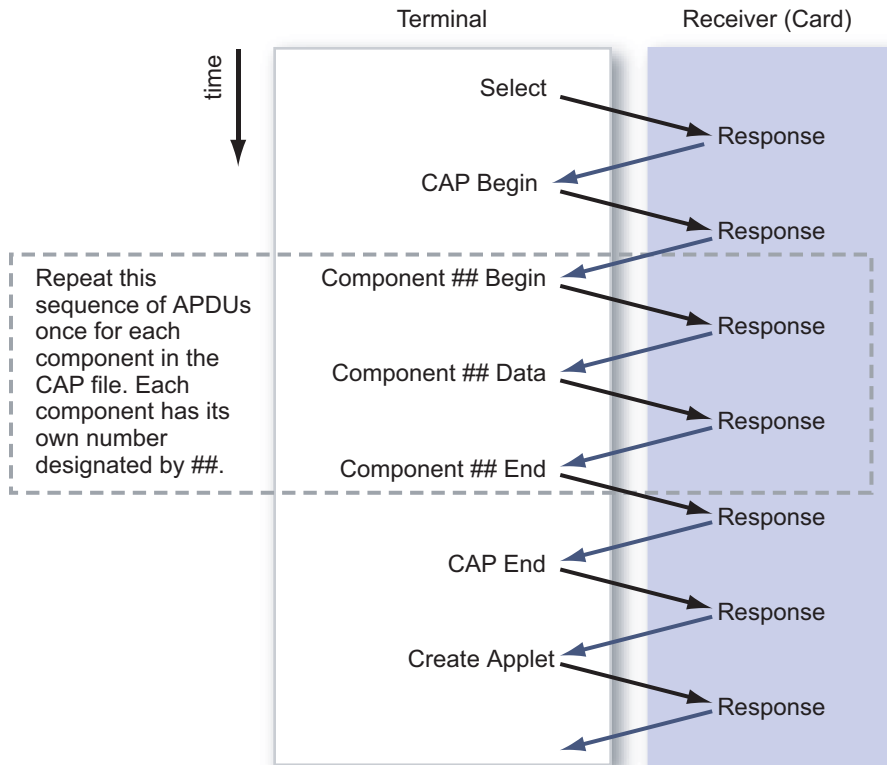 Terminal
Receiver (Card)
time
Select
Response
CAP Begin
Response
Repeat this
sequence of APDUs
once for each
component in the
CAP file. Each
component has its
own number
designated by ##.
Component ## Begin
Response
Component ## Data
Response
Component ## End
Response
CAP End
Response
Create Applet
Response